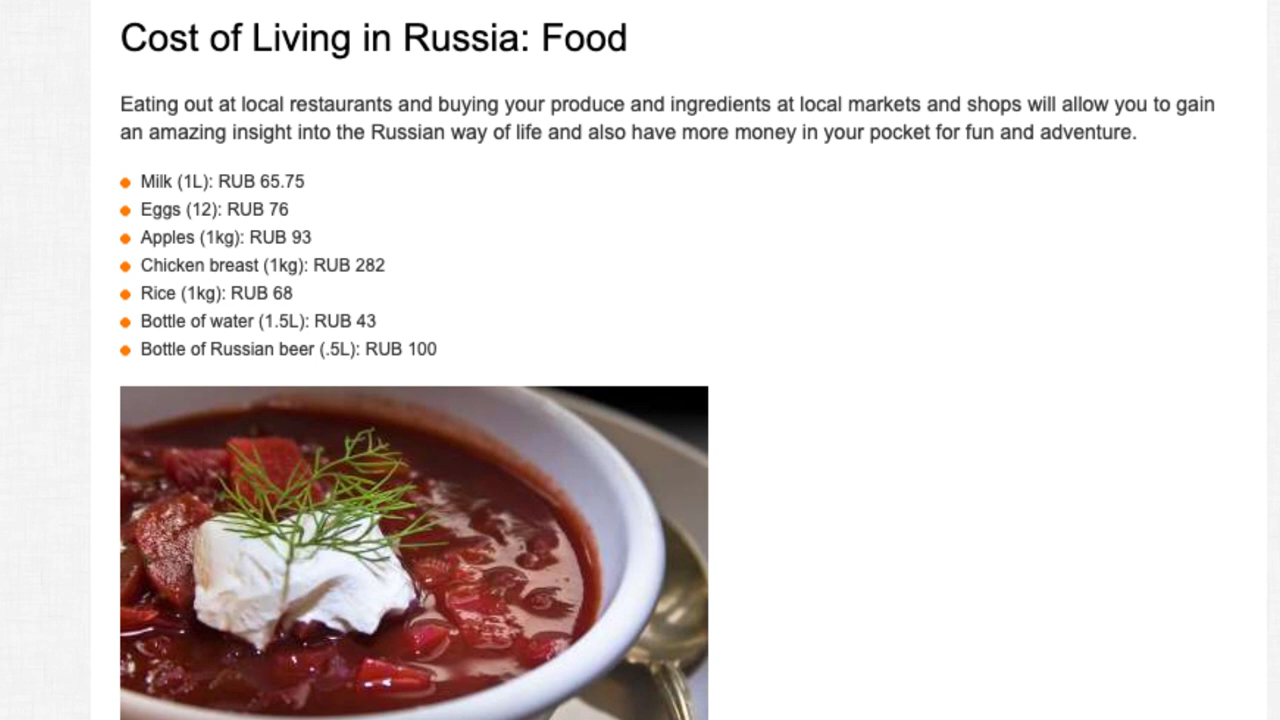 Cost of Living in Russia: Food
Eating out at local restaurants and buying your produce and ingredients at local markets and shops will allow you to gain
an amazing insight into the Russian way of life and also have more money in your pocket for fun and adventure.
Milk (1L): RUB 65.75
Eggs (12): RUB 76
Apples (1kg): RUB 93
Chicken breast (1kg): RUB 282
Rice (1kg): RUB 68
Bottle of water (1.5L): RUB 43
Bottle of Russian beer (.5L): RUB 100